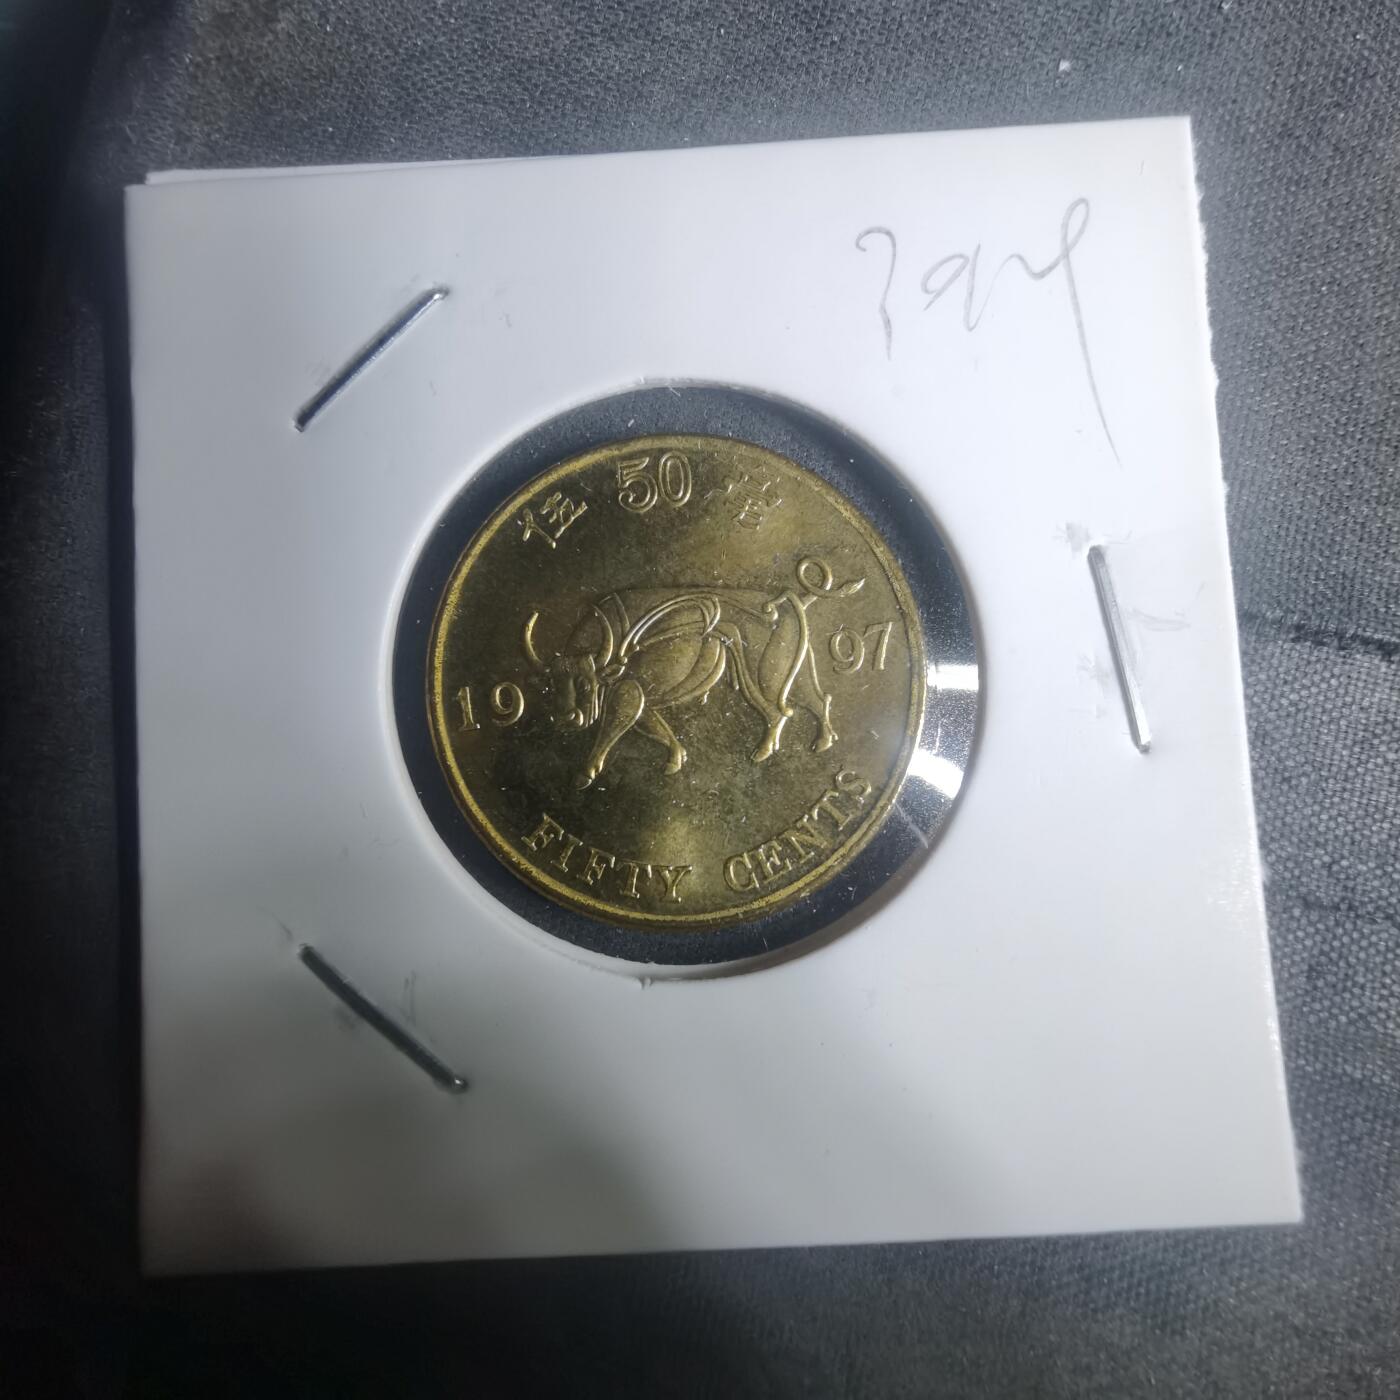 伍 50 毫
19 97
FIFTY CENTS